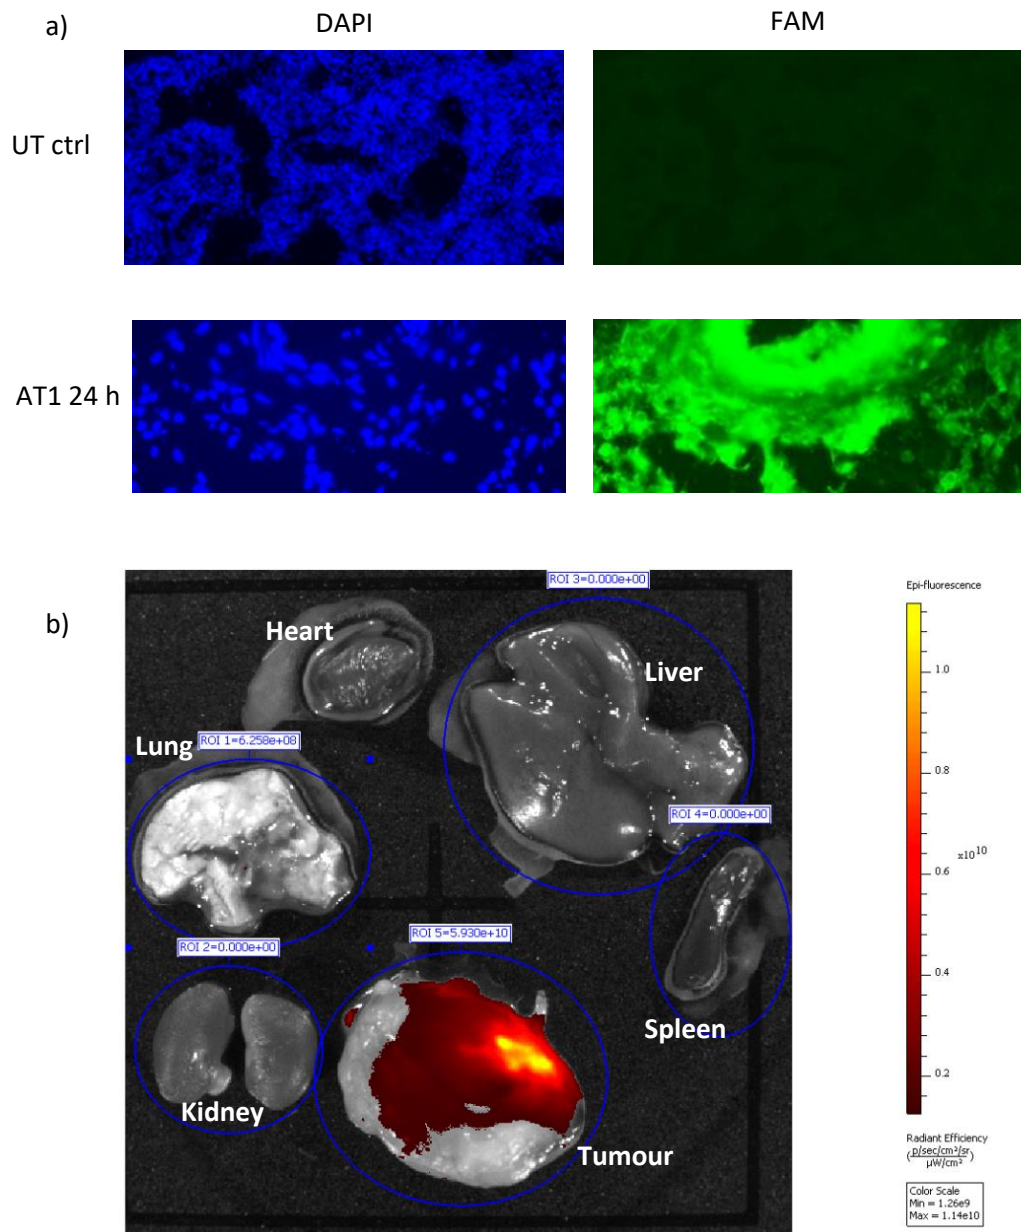 a)
DAPI
FAM
UT ctrl
AT1 24 h
b)
ROI 3=0.000e+00
Epi-fluorescence
Heart
Liver
1.0
ROI 1=6.258e+08
Lung
0.8
ROI 4=0.000e+00
x10^10
0.6
ROI 2=0.000e+00
ROI 5=5.930e+10
0.4
Spleen
0.2
Kidney
Tumour
Radiant Efficiency
(p/sec/cm²/sr / µW/cm²)
Color Scale
Min = 1.26e9
Max = 1.14e10